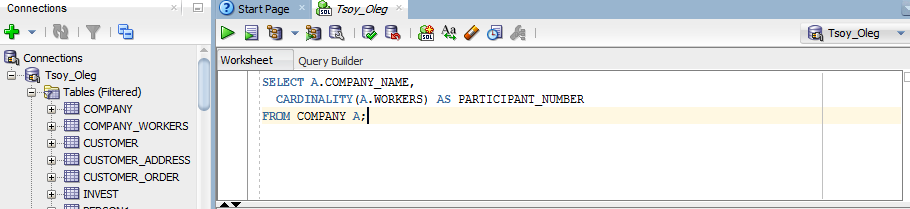 Connections
Start Page
Tsoy_Oleg
Tsoy_Oleg
Worksheet
Query Builder
Connections
Tsoy_Oleg
Tables (Filtered)
COMPANY
COMPANY_WORKERS
CUSTOMER
CUSTOMER_ADDRESS
CUSTOMER_ORDER
INVEST
SELECT A.COMPANY_NAME,
CARDINALITY(A.WORKERS) AS PARTICIPANT_NUMBER
FROM COMPANY A;